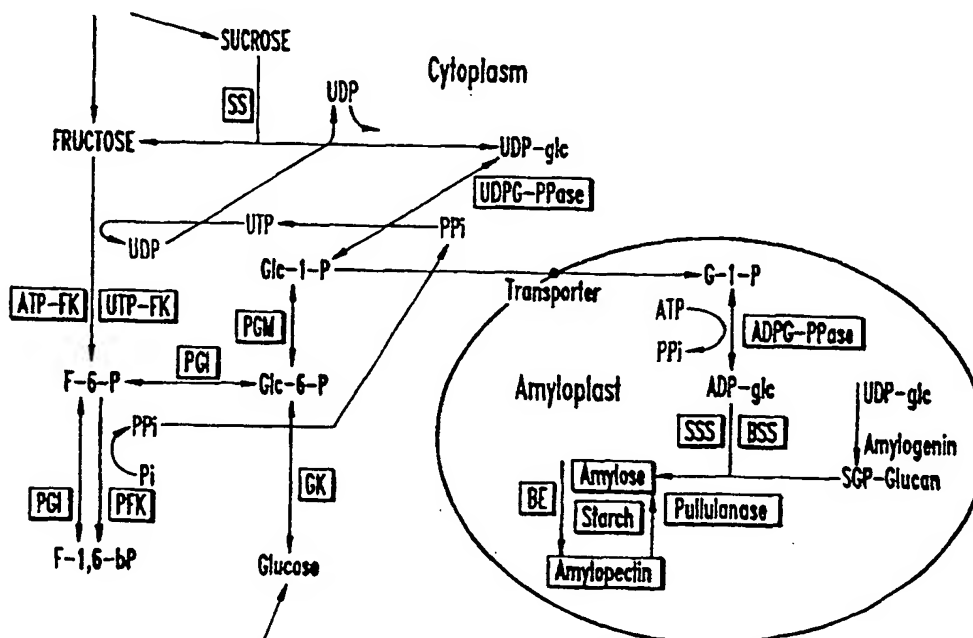 SUCROSE
Cytoplasm
SS
UDP
FRUCTOSE
UDP-glc
UDPG-PPase
UTP
PPi
UDP
Glc-1-P
Transporter
G-1-P
ATP-FK
UTP-FK
PGM
ATP
ADPG-PPase
PPi
PGI
F-6-P
Glc-6-P
Amyloplast
ADP-glc
UDP-glc
PPi
SSS
BSS
Amylogenin
Pi
SGP-Glucan
PGI
PFK
GK
BE
Amylose
Starch
Pullulanase
F-1,6-bP
Glucose
Amylopectin